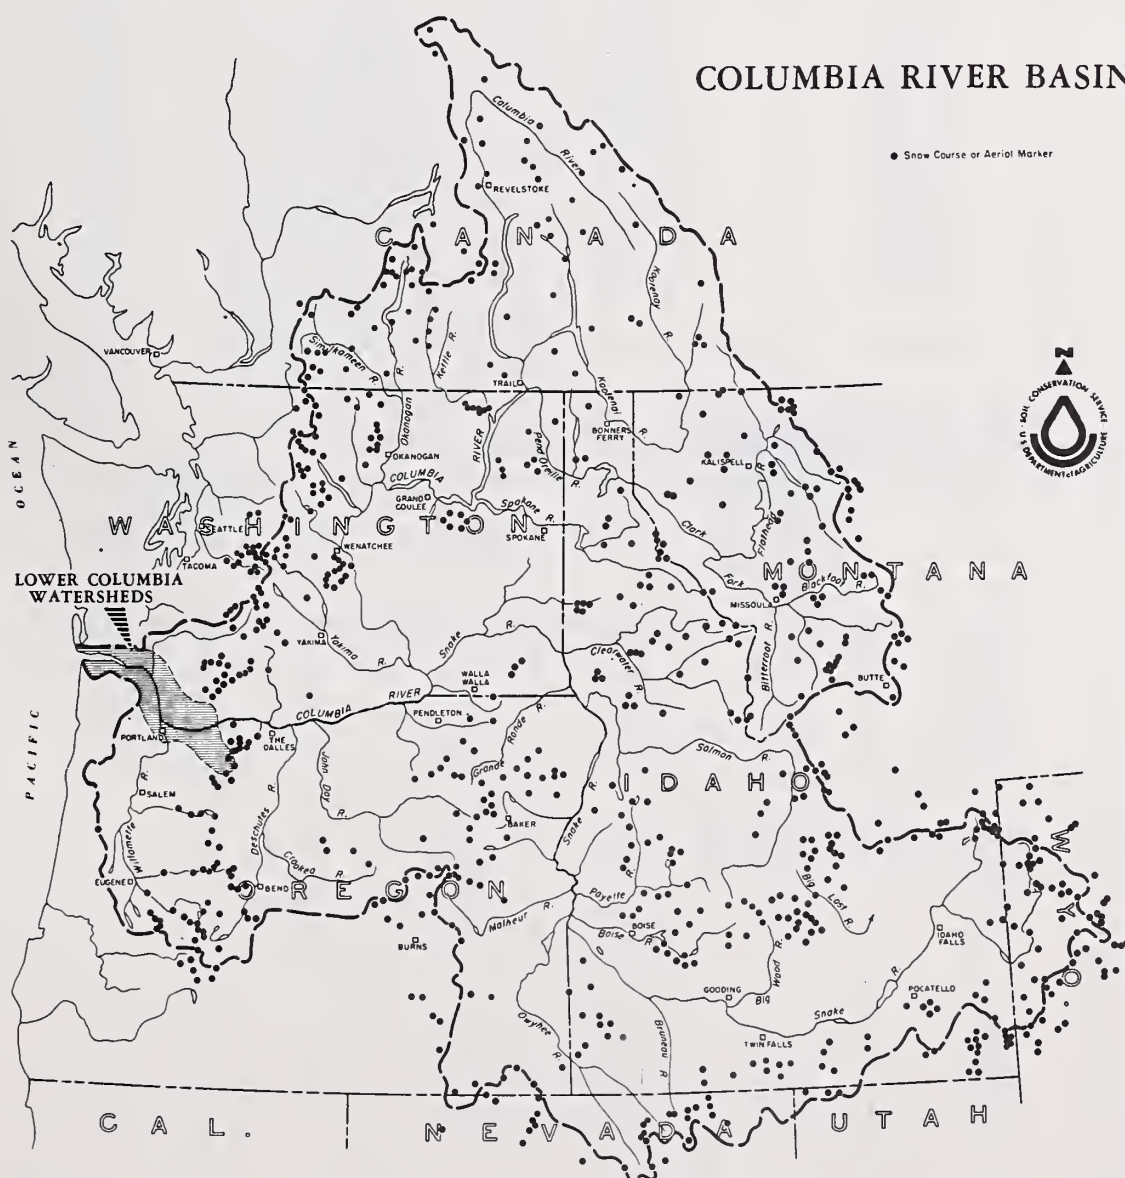 COLUMBIA RIVER BASIN
Snow Course or Aerial Marker
Columbia
River
REVELSTOKE
CANADA
Kootenay
R.
Similkameen R.
R.
Kettle R.
VANCOUVER
TRAIL
Okanogan
Kootenai
R.
BONNERS
FERRY
N
SOIL CONSERVATION SERVICE
U.S. DEPARTMENT of AGRICULTURE
OKANOGAN
RIVER
Pend Oreille
R.
KALISPELL
R.
Flathead
COLUMBIA
GRAND
COULEE
Spokane
R.
SPOKANE
Clark
Fork
OCEAN
PACIFIC
WASHINGTON
SEATTLE
TACOMA
WENATCHEE
MONTANA
Blackfoot R.
MISSOULA
LOWER COLUMBIA
WATERSHEDS
YAKIMA
Yakima R.
Snake R.
Clearwater
R.
Bitterroot R.
BUTTE
WALLA
WALLA
COLUMBIA RIVER
PENDLETON
PORTLAND
THE
DALLES
Grande Ronde R.
Salmon R.
IDAHO
John Day
R.
Snake R.
R.
SALEM
Willamette
Deschutes R.
BAKER
Crooked R.
EUGENE
BEND
OREGON
Malheur R.
Payette
R.
Big Lost R.
WYO
BURNS
Boise R.
BOISE
Big Wood R.
IDAHO
FALLS
GOODING
POCATELLO
Snake R.
TWIN FALLS
Owyhee R.
Bruneau R.
CAL.
NEVADA
UTAH